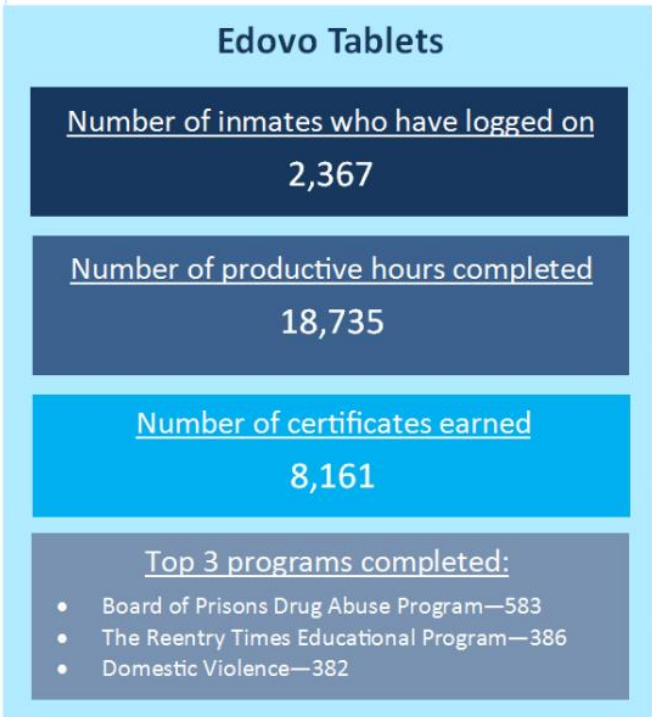 Edovo Tablets
Number of inmates who have logged on
2,367
Number of productive hours completed
18,735
Number of certificates earned
8,161
Top 3 programs completed:
• Board of Prisons Drug Abuse Program—583
• The Reentry Times Educational Program—386
• Domestic Violence—382